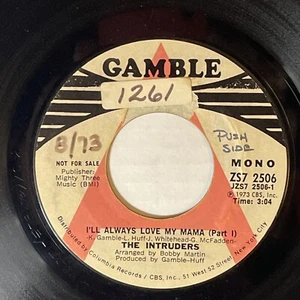 GAMBLE
1261
8/73
PUSH
SIDE
NOT FOR SALE
MONO
Publisher:
Mighty Three
Music (BMI)
ZS7 2506
JZS7 2506-1
℗ 1973 CBS, Inc.
Time: 3:04
I'LL ALWAYS LOVE MY MAMA (Part I)
-K. Gamble-L. Huff-J. Whitehead-G. McFadden-
THE INTRUDERS
Arranged by Bobby Martin
Produced by Gamble-Huff
Distributed by Columbia Records / CBS, Inc. / 51 West 52 Street, New York